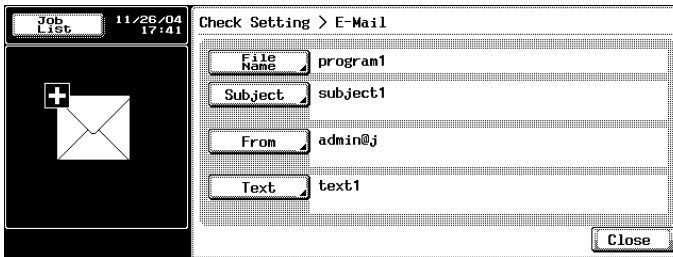 Job List
11/26/04
17:41
Check Setting > E-Mail
File Name
program1
Subject
subject1
From
admin@j
Text
text1
Close